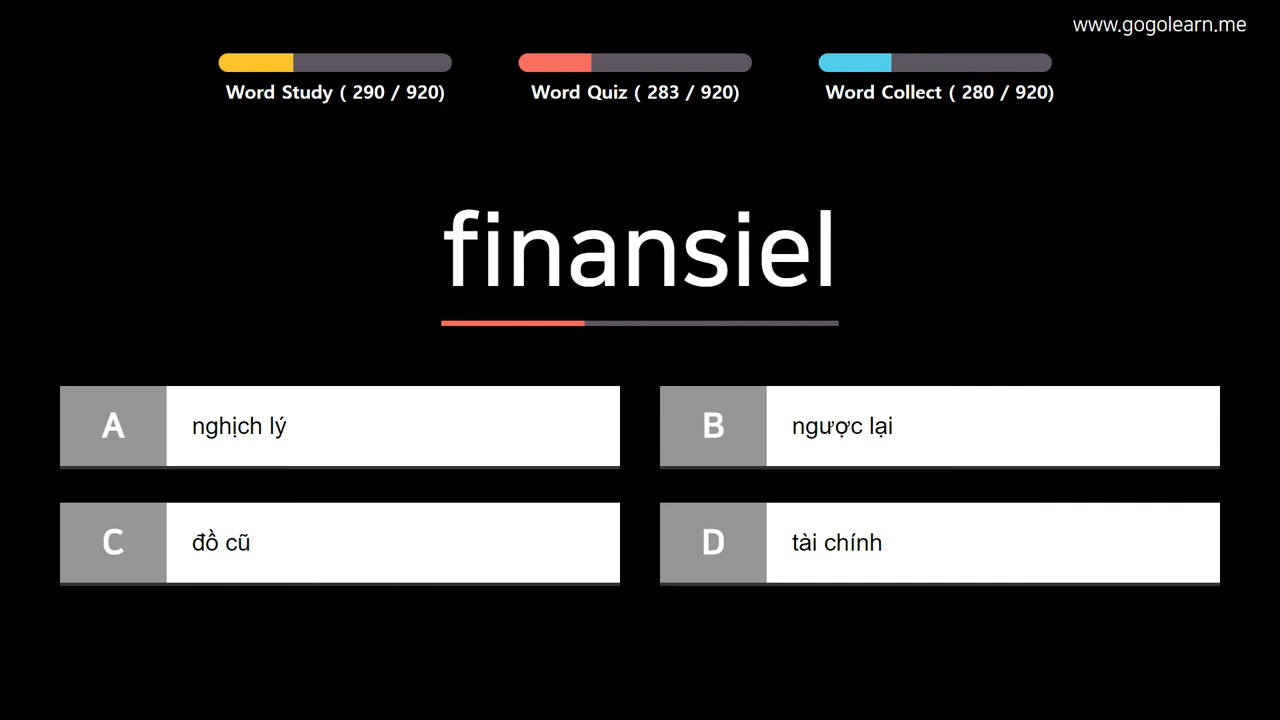 www.gogolearn.me
Word Study ( 290 / 920)
Word Quiz ( 283 / 920)
Word Collect ( 280 / 920)
finansiel
A nghịch lý
B ngược lại
C đồ cũ
D tài chính